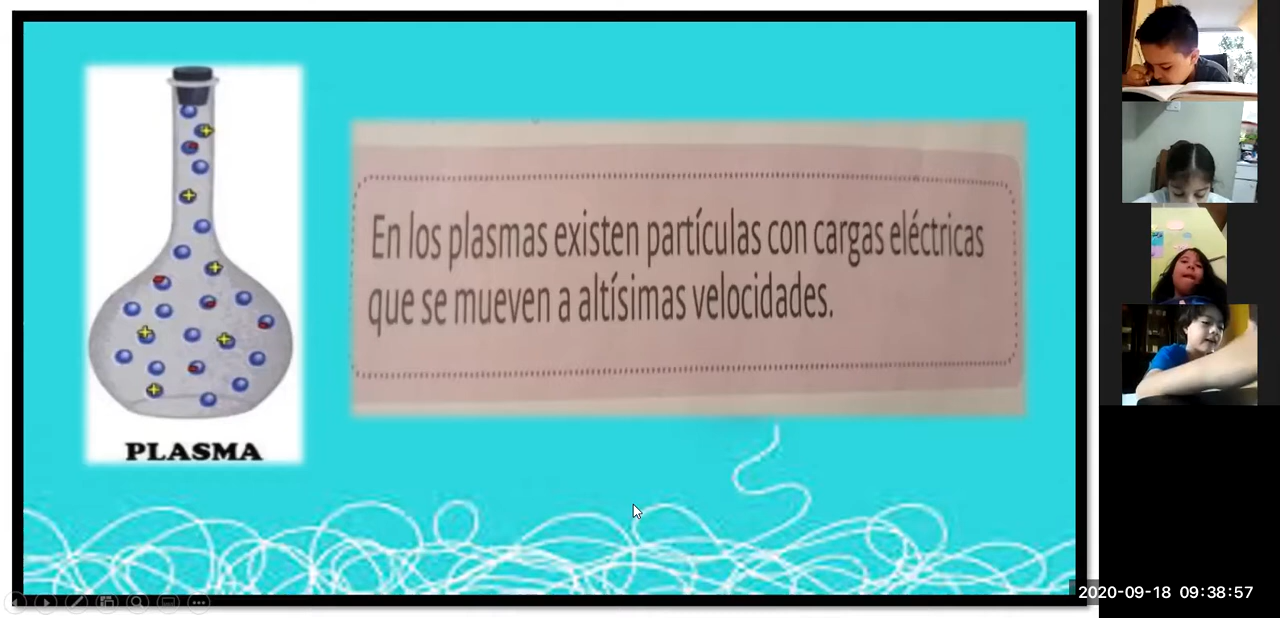 PLASMA
En los plasmas existen partículas con cargas eléctricas
que se mueven a altísimas velocidades.
2020-09-18 09:38:57